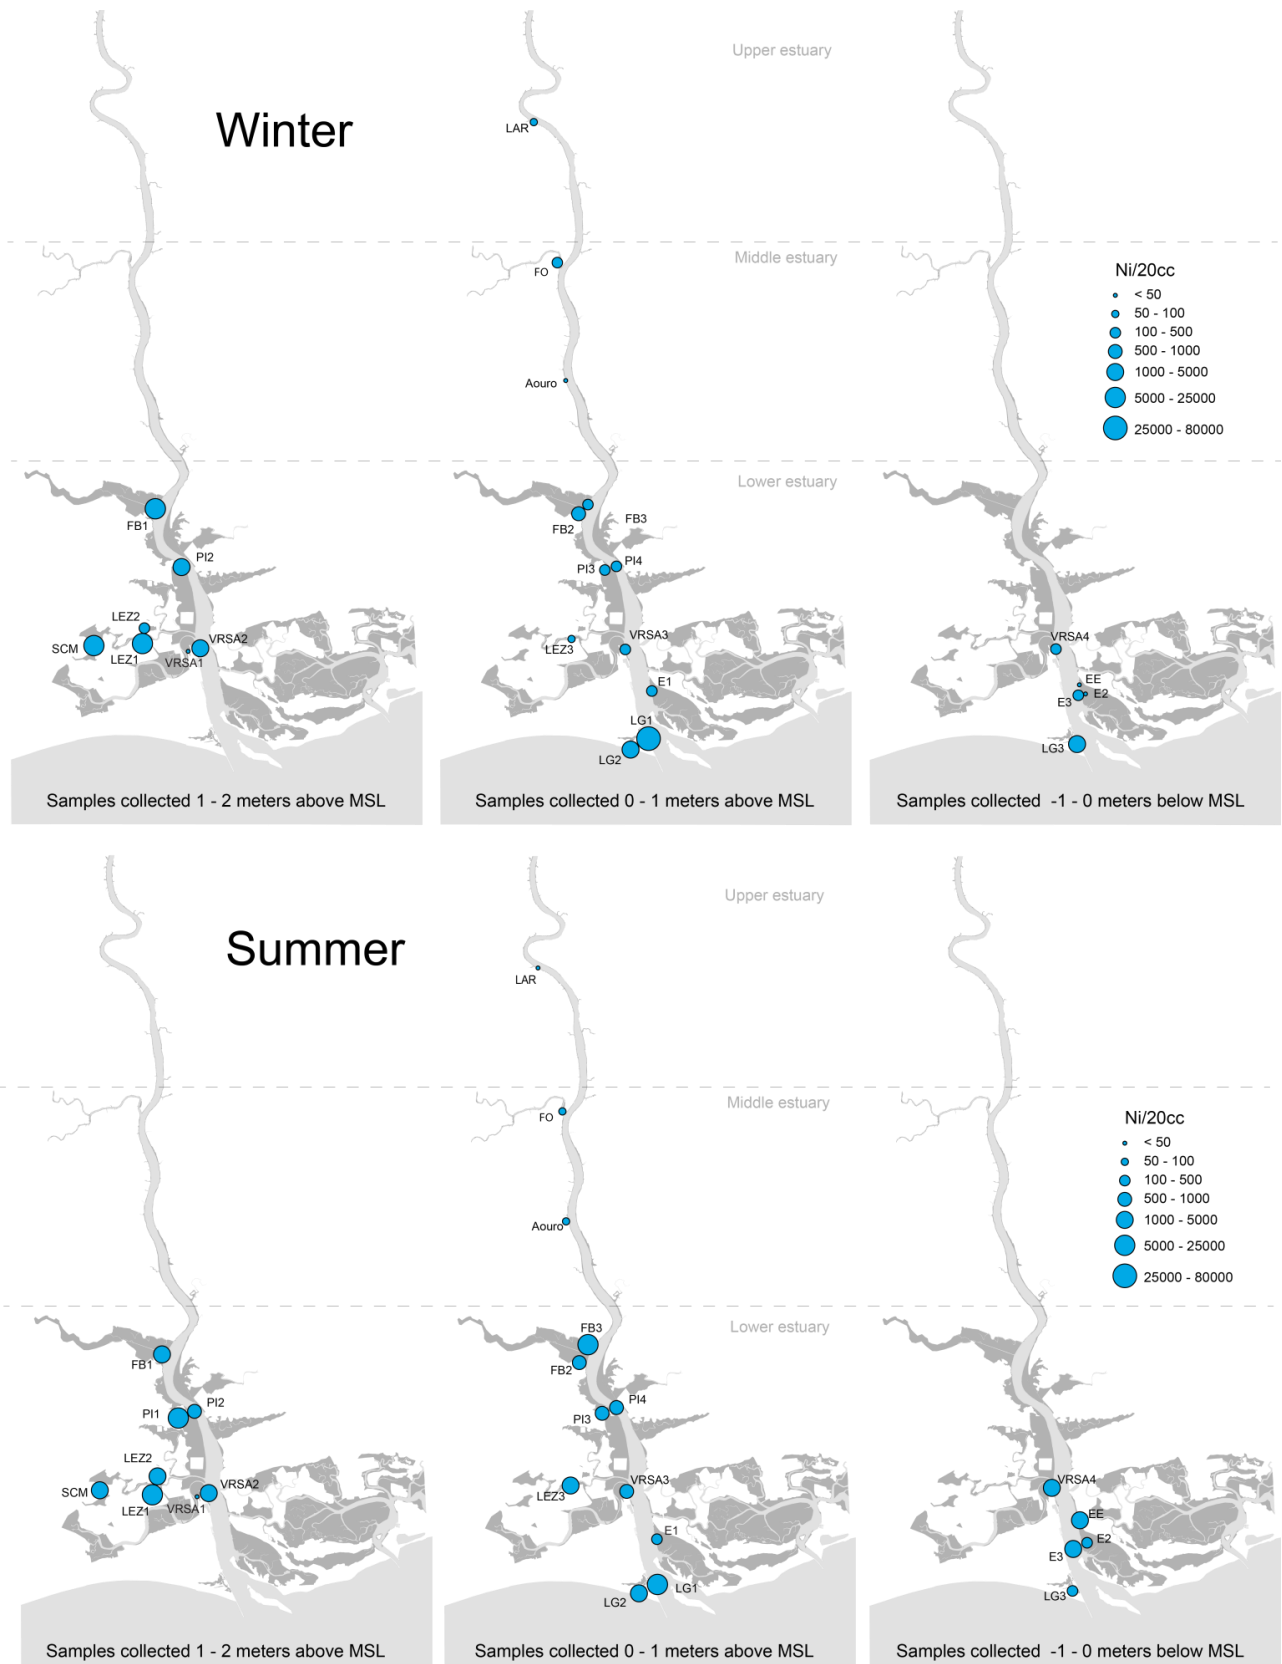 Winter
Upper estuary
LAR
Middle estuary
FO
Aouro
Ni/20cc
< 50
50 - 100
100 - 500
500 - 1000
1000 - 5000
5000 - 25000
25000 - 80000
Lower estuary
FB1
PI2
LEZ2
SCM
LEZ1
VRSA1
VRSA2
FB2
FB3
PI3
PI4
LEZ3
VRSA3
E1
LG1
LG2
VRSA4
EE
E2
E3
LG3
Samples collected 1 - 2 meters above MSL
Samples collected 0 - 1 meters above MSL
Samples collected -1 - 0 meters below MSL
Summer
Upper estuary
LAR
Middle estuary
FO
Aouro
Ni/20cc
< 50
50 - 100
100 - 500
500 - 1000
1000 - 5000
5000 - 25000
25000 - 80000
Lower estuary
FB1
PI1
PI2
LEZ2
SCM
LEZ1
VRSA1
VRSA2
FB3
FB2
PI4
PI3
VRSA3
LEZ3
E1
LG1
LG2
VRSA4
EE
E2
E3
LG3
Samples collected 1 - 2 meters above MSL
Samples collected 0 - 1 meters above MSL
Samples collected -1 - 0 meters below MSL